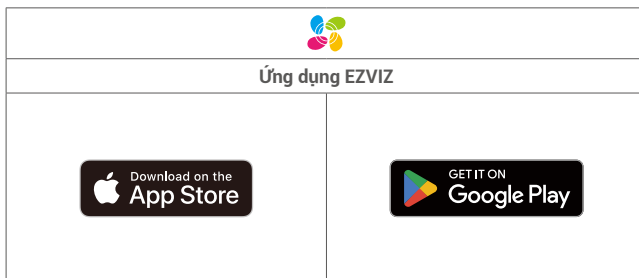 Ứng dụng EZVIZ
Download on the
App Store
GET IT ON
Google Play